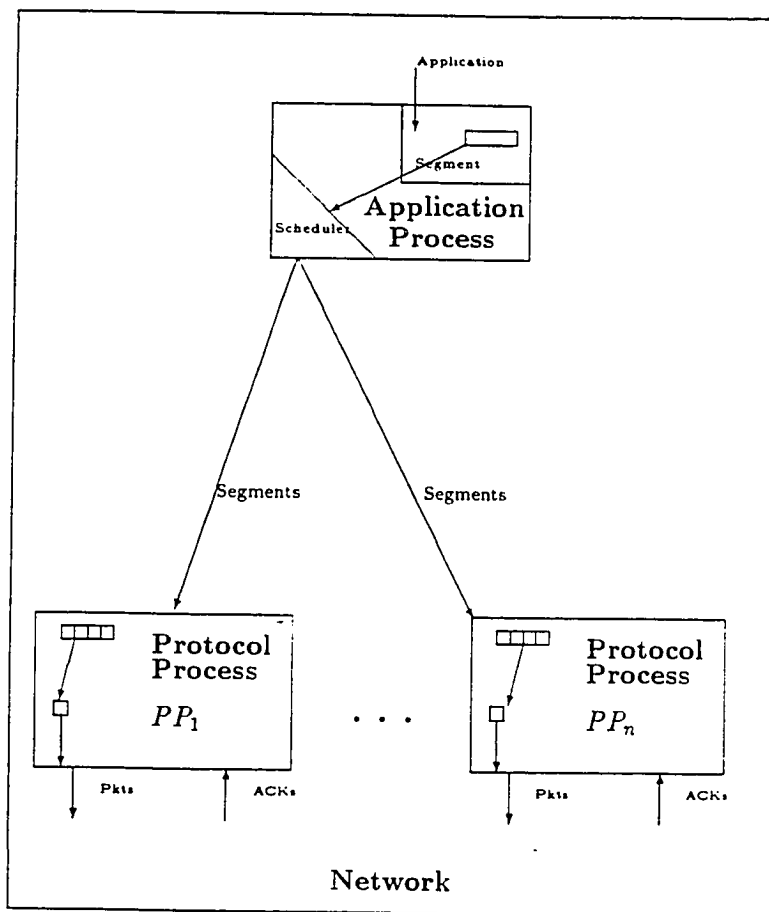 Application
Segment
Application
Process
Scheduler
Segments
Segments
Protocol
Process
PP₁
Protocol
Process
PPₙ
. . .
Pkts
ACKs
Pkts
ACKs
Network